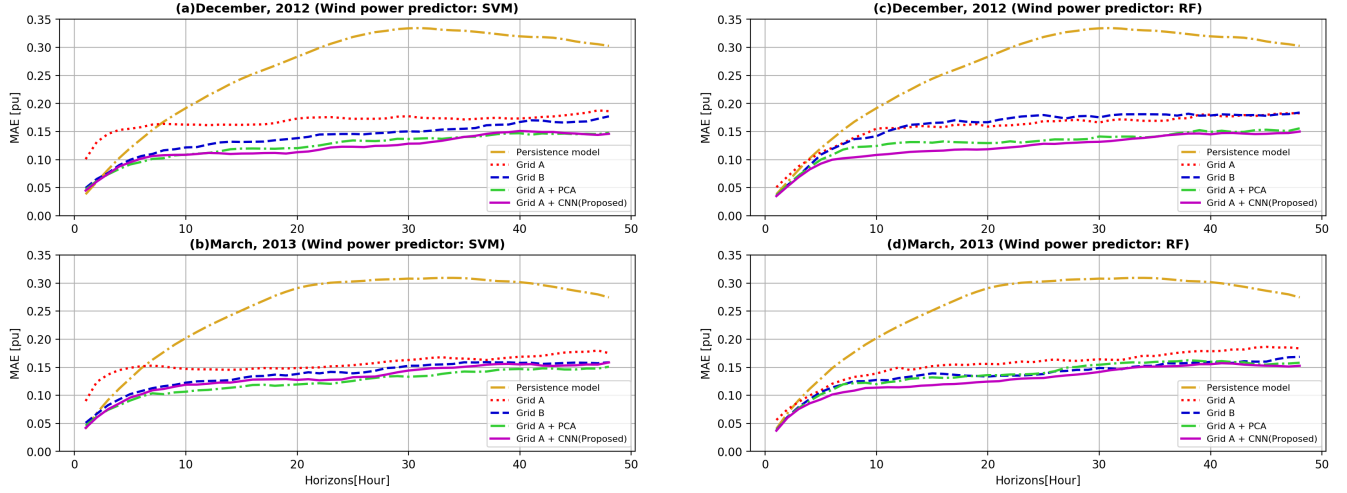 (a)December, 2012 (Wind power predictor: SVM)
MAE [pu]
0.35
0.30
0.25
0.20
0.15
0.10
0.05
0.00
Persistence model
Grid A
Grid B
Grid A + PCA
Grid A + CNN(Proposed)
0 10 20 30 40 50
(b)March, 2013 (Wind power predictor: SVM)
MAE [pu]
0.35
0.30
0.25
0.20
0.15
0.10
0.05
0.00
Persistence model
Grid A
Grid B
Grid A + PCA
Grid A + CNN(Proposed)
0 10 20 30 40 50
Horizons[Hour]
(c)December, 2012 (Wind power predictor: RF)
MAE [pu]
0.35
0.30
0.25
0.20
0.15
0.10
0.05
0.00
Persistence model
Grid A
Grid B
Grid A + PCA
Grid A + CNN(Proposed)
0 10 20 30 40 50
(d)March, 2013 (Wind power predictor: RF)
MAE [pu]
0.35
0.30
0.25
0.20
0.15
0.10
0.05
0.00
Persistence model
Grid A
Grid B
Grid A + PCA
Grid A + CNN(Proposed)
0 10 20 30 40 50
Horizons[Hour]